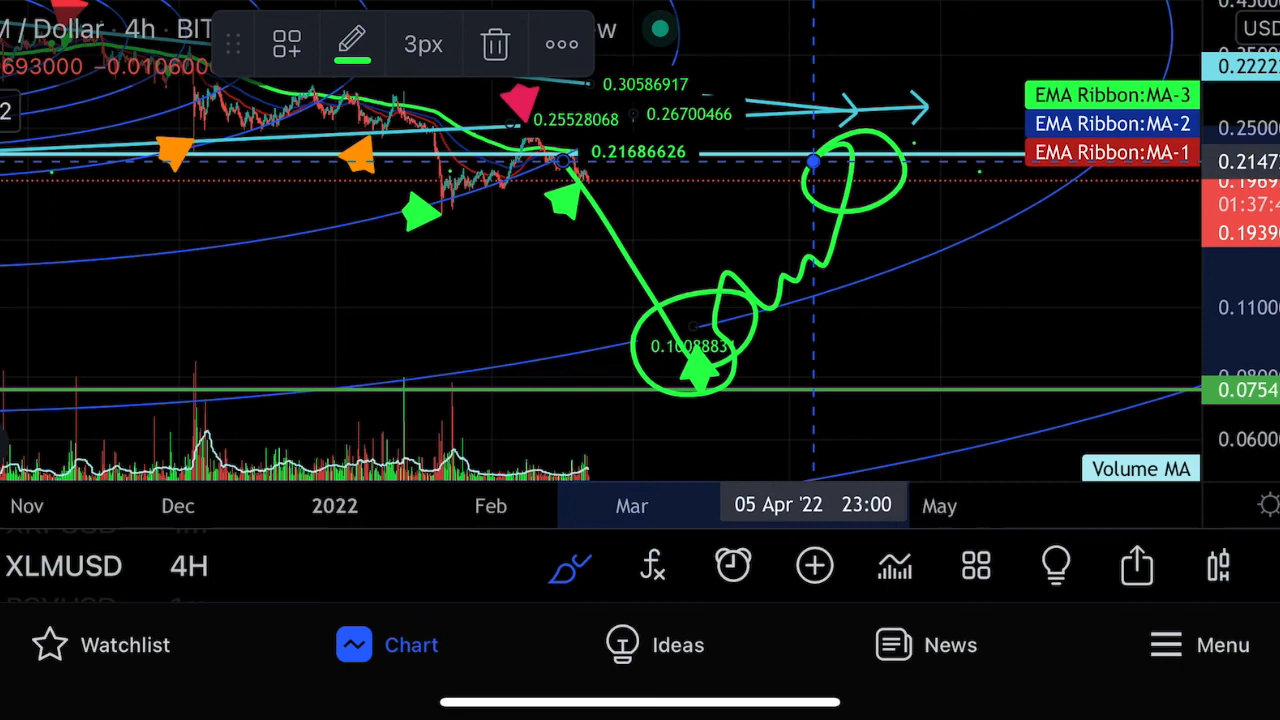 M / Dollar · 4h · BIT
693000 −0.010600
3px
w
2
0.30586917
0.25528068
0.26700466
0.21686626
0.1008883
EMA Ribbon:MA-3
EMA Ribbon:MA-2
EMA Ribbon:MA-1
Volume MA
USD
0.2222
0.2500
0.2147
0.1969
01:37:4
0.1939
0.1100
0.0754
0.0600
Nov
Dec
2022
Feb
Mar
05 Apr '22 23:00
May
XLMUSD 4H
Watchlist
Chart
Ideas
News
Menu